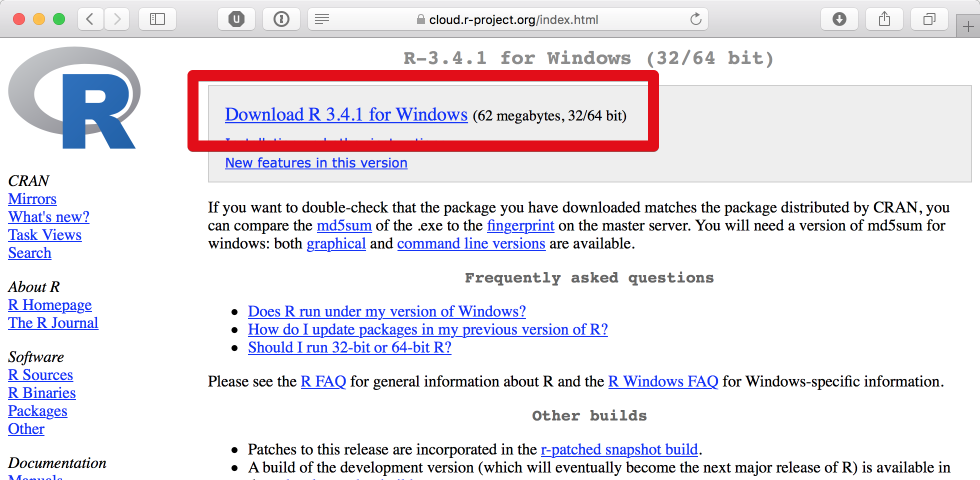 cloud.r-project.org/index.html
R
R-3.4.1 for Windows (32/64 bit)
Download R 3.4.1 for Windows (62 megabytes, 32/64 bit)
New features in this version
CRAN
Mirrors
What's new?
Task Views
Search
About R
R Homepage
The R Journal
Software
R Sources
R Binaries
Packages
Other
Documentation
Manuals
If you want to double-check that the package you have downloaded matches the package distributed by CRAN, you
can compare the md5sum of the .exe to the fingerprint on the master server. You will need a version of md5sum for
windows: both graphical and command line versions are available.
Frequently asked questions
Does R run under my version of Windows?
How do I update packages in my previous version of R?
Should I run 32-bit or 64-bit R?
Please see the R FAQ for general information about R and the R Windows FAQ for Windows-specific information.
Other builds
Patches to this release are incorporated in the r-patched snapshot build.
A build of the development version (which will eventually become the next major release of R) is available in